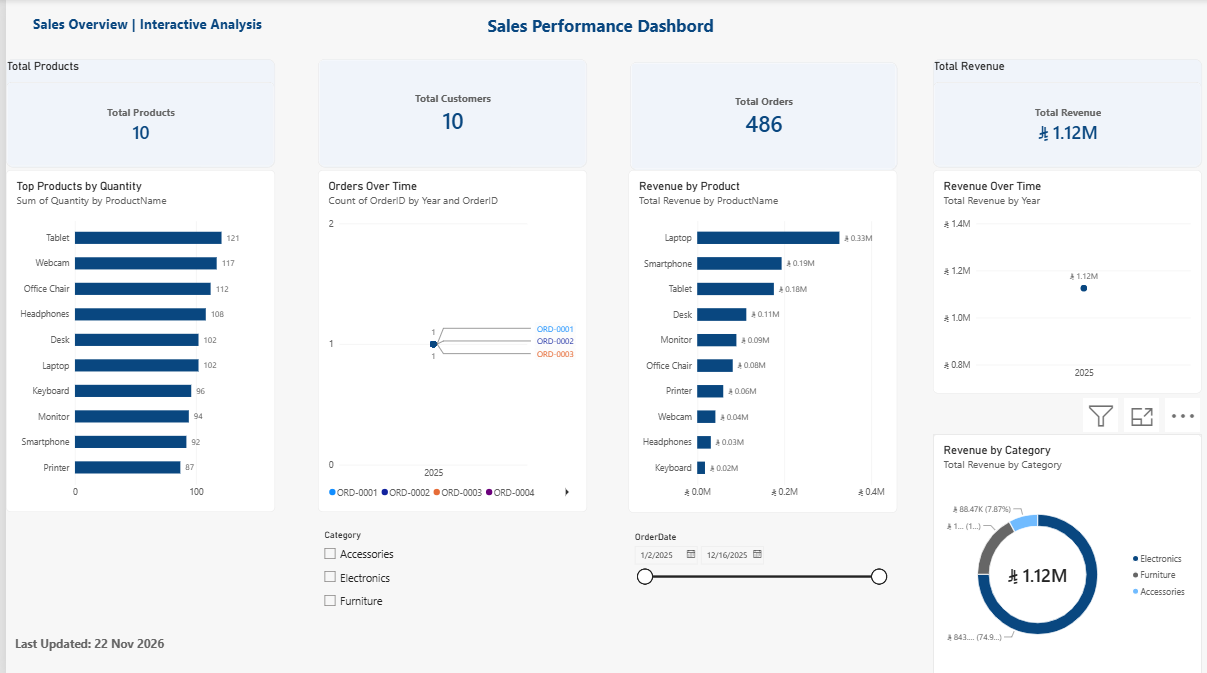 Sales Overview | Interactive Analysis
Sales Performance Dashbord
Total Products
Total Products
10
Total Customers
10
Total Orders
486
Total Revenue
Total Revenue
⃁ 1.12M
Top Products by Quantity
Sum of Quantity by ProductName
Tablet 121
Webcam 117
Office Chair 112
Headphones 108
Desk 102
Laptop 102
Keyboard 96
Monitor 94
Smartphone 92
Printer 87
0 100
Orders Over Time
Count of OrderID by Year and OrderID
2
1
0
1
1
ORD-0001
ORD-0002
ORD-0003
2025
ORD-0001 ORD-0002 ORD-0003 ORD-0004
Revenue by Product
Total Revenue by ProductName
Laptop ⃁ 0.33M
Smartphone ⃁ 0.19M
Tablet ⃁ 0.18M
Desk ⃁ 0.11M
Monitor ⃁ 0.09M
Office Chair ⃁ 0.08M
Printer ⃁ 0.06M
Webcam ⃁ 0.04M
Headphones ⃁ 0.03M
Keyboard ⃁ 0.02M
⃁ 0.0M ⃁ 0.2M ⃁ 0.4M
Revenue Over Time
Total Revenue by Year
⃁ 1.4M
⃁ 1.2M
⃁ 1.0M
⃁ 0.8M
⃁ 1.12M
2025
Category
Accessories
Electronics
Furniture
OrderDate
1/2/2025 12/16/2025
Revenue by Category
Total Revenue by Category
⃁ 88.47K (7.87%)
⃁ 1... (1...)
⃁ 843.... (74.9...)
⃁ 1.12M
Electronics
Furniture
Accessories
Last Updated: 22 Nov 2026